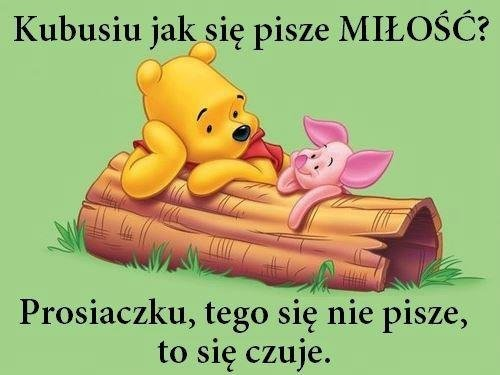 Kubusiu jak się pisze MIŁOŚĆ?
Prosiaczku, tego się nie pisze,
to się czuje.